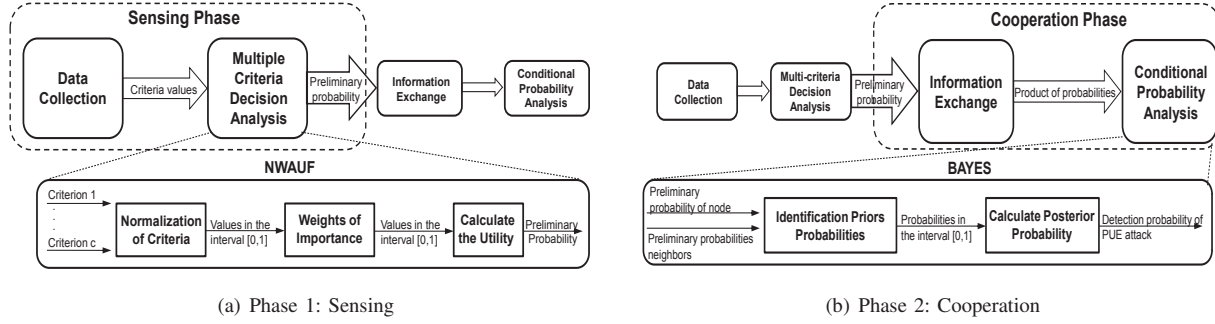 Sensing Phase
Data
Collection
Criteria values
Multiple
Criteria
Decision
Analysis
Preliminary
probability
Information
Exchange
Conditional
Probability
Analysis
NWAUF
Criterion 1
.
.
.
Criterion c
Normalization
of Criteria
Values in the
interval [0,1]
Weights of
Importance
Values in the
interval [0,1]
Calculate
the Utility
Preliminary
Probability
(a) Phase 1: Sensing
Cooperation Phase
Data
Collection
Multi-criteria
Decision
Analysis
Preliminary
probability
Information
Exchange
Product of probabilities
Conditional
Probability
Analysis
BAYES
Preliminary
probability of node
Preliminary probabilities
neighbors
Identification Priors
Probabilities
Probabilities in
the interval [0,1]
Calculate Posterior
Probability
Detection probability of
PUE attack
(b) Phase 2: Cooperation